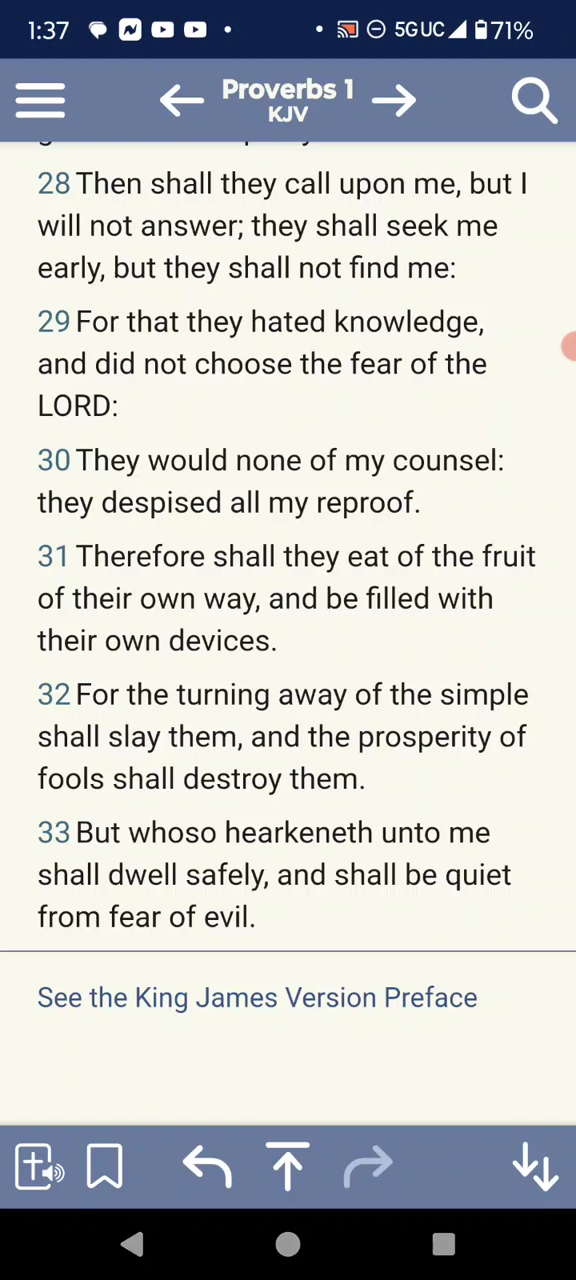 1:37
5G UC
71%
Proverbs 1
KJV
28 Then shall they call upon me, but I
will not answer; they shall seek me
early, but they shall not find me:
29 For that they hated knowledge,
and did not choose the fear of the
LORD:
30 They would none of my counsel:
they despised all my reproof.
31 Therefore shall they eat of the fruit
of their own way, and be filled with
their own devices.
32 For the turning away of the simple
shall slay them, and the prosperity of
fools shall destroy them.
33 But whoso hearkeneth unto me
shall dwell safely, and shall be quiet
from fear of evil.
See the King James Version Preface